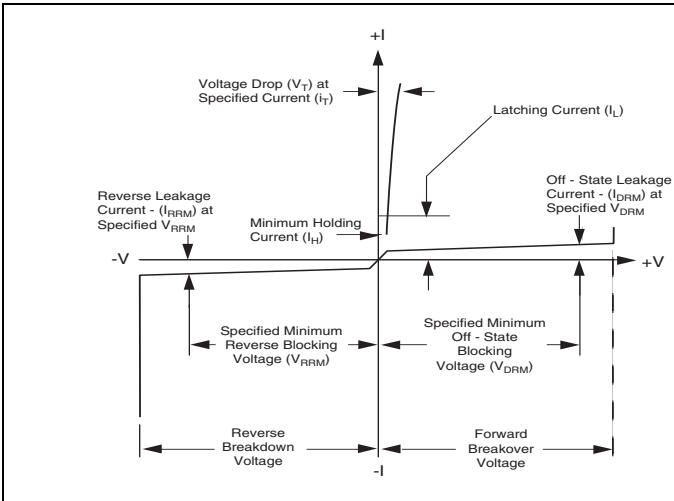 +I
Voltage Drop (VT) at
Specified Current (iT)
Latching Current (IL)
Reverse Leakage
Current - (IRRM) at
Specified VRRM
Off - State Leakage
Current - (IDRM) at
Specified VDRM
Minimum Holding
Current (IH)
-V
+V
Specified Minimum
Reverse Blocking
Voltage (VRRM)
Specified Minimum
Off - State
Blocking
Voltage (VDRM)
Reverse
Breakdown
Voltage
Forward
Breakover
Voltage
-I